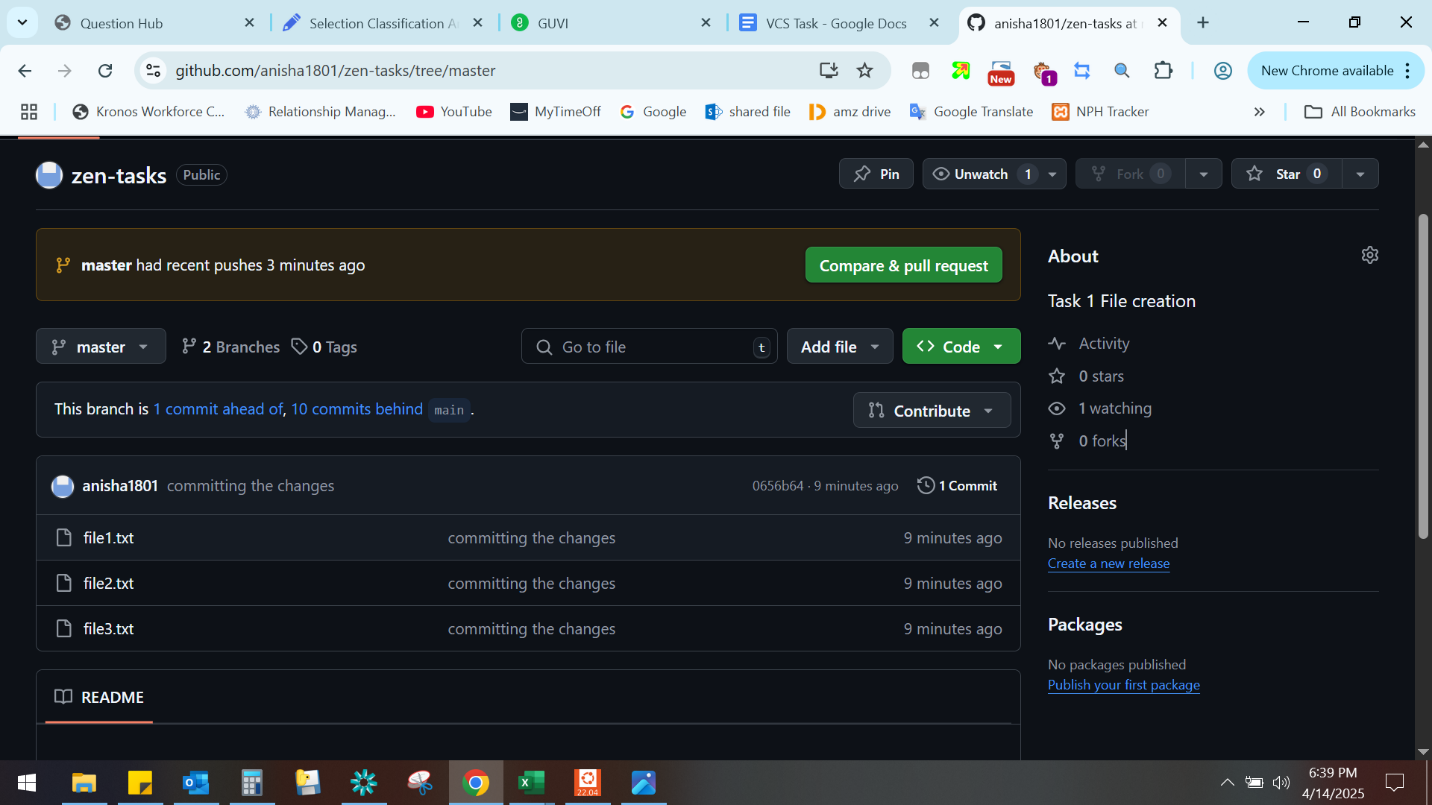 Question Hub
Selection Classification A
GUVI
VCS Task - Google Docs
anisha1801/zen-tasks at
github.com/anisha1801/zen-tasks/tree/master
New
1
New Chrome available
Kronos Workforce C...
Relationship Manag...
YouTube
MyTimeOff
Google
shared file
amz drive
Google Translate
NPH Tracker
All Bookmarks
zen-tasks Public
Pin
Unwatch 1
Fork 0
Star 0
master had recent pushes 3 minutes ago
Compare & pull request
master
2 Branches
0 Tags
Go to file t
Add file
Code
This branch is 1 commit ahead of, 10 commits behind main .
Contribute
anisha1801 committing the changes 0656b64 · 9 minutes ago 1 Commit
file1.txt committing the changes 9 minutes ago
file2.txt committing the changes 9 minutes ago
file3.txt committing the changes 9 minutes ago
README
About
Task 1 File creation
Activity
0 stars
1 watching
0 forks
Releases
No releases published
Create a new release
Packages
No packages published
Publish your first package
22.04
6:39 PM
4/14/2025